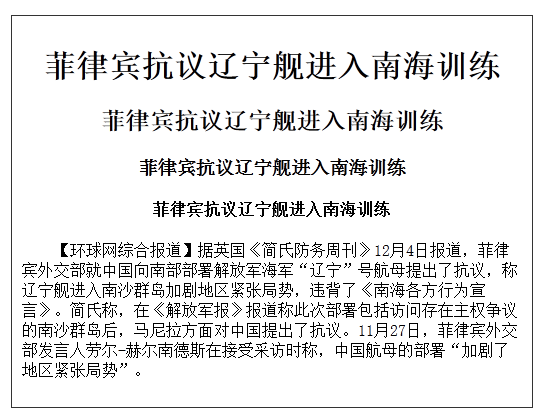 菲律宾抗议辽宁舰进入南海训练
菲律宾抗议辽宁舰进入南海训练
菲律宾抗议辽宁舰进入南海训练
菲律宾抗议辽宁舰进入南海训练
【环球网综合报道】据英国《简氏防务周刊》12月4日报道，菲律
宾外交部就中国向南部部署解放军海军“辽宁”号航母提出了抗议，称
辽宁舰进入南沙群岛加剧地区紧张局势，违背了《南海各方行为宣
言》。简氏称，在《解放军报》报道称此次部署包括访问存在主权争议
的南沙群岛后，马尼拉方面对中国提出了抗议。11月27日，菲律宾外交
部发言人劳尔-赫尔南德斯在接受采访时称，中国航母的部署“加剧了
地区紧张局势”。